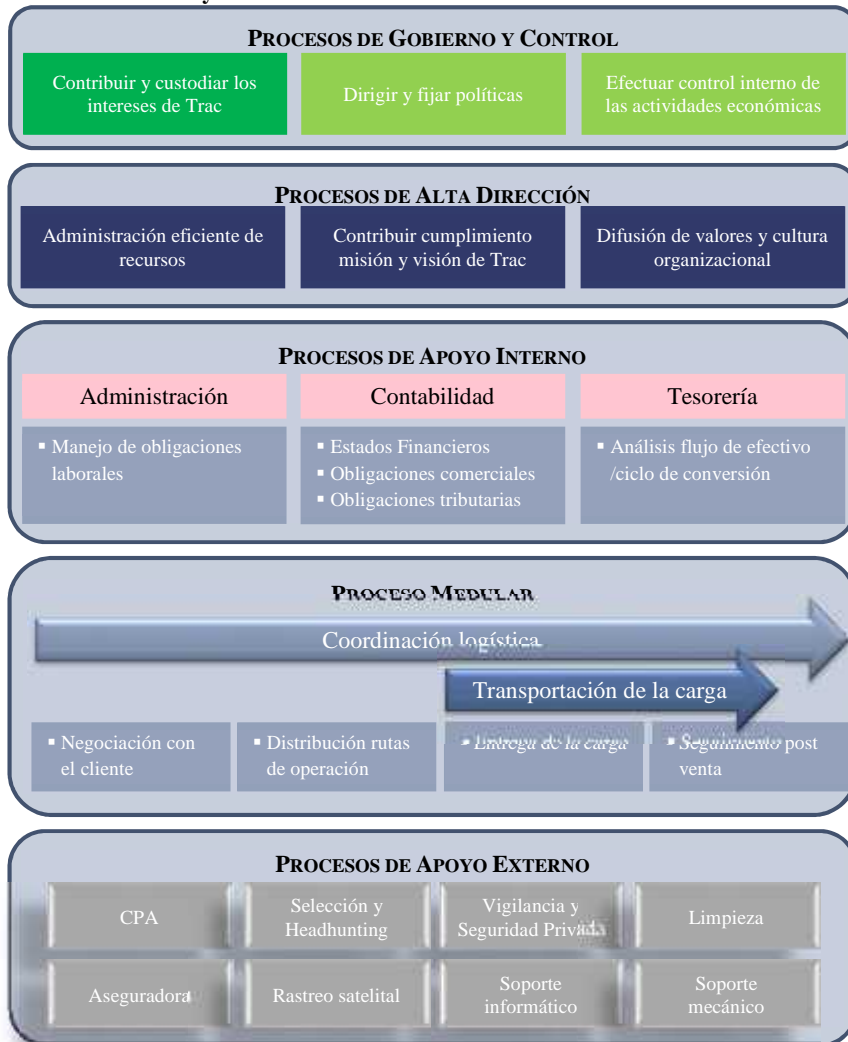 PROCESOS DE GOBIERNO Y CONTROL
Contribuir y custodiar los
intereses de Trac
Dirigir y fijar políticas
Efectuar control interno de
las actividades económicas
PROCESOS DE ALTA DIRECCIÓN
Administración eficiente de
recursos
Contribuir cumplimiento
misión y visión de Trac
Difusión de valores y cultura
organizacional
PROCESOS DE APOYO INTERNO
Administración
Contabilidad
Tesorería
▪ Manejo de obligaciones
laborales
▪ Estados Financieros
▪ Obligaciones comerciales
▪ Obligaciones tributarias
▪ Análisis flujo de efectivo
/ciclo de conversión
PROCESO MEDULAR
Coordinación logística
Transportación de la carga
▪ Negociación con
el cliente
▪ Distribución rutas
de operación
▪ Entrega de la carga
▪ Seguimiento post
venta
PROCESOS DE APOYO EXTERNO
CPA
Selección y
Headhunting
Vigilancia y
Seguridad Privada
Limpieza
Aseguradora
Rastreo satelital
Soporte
informático
Soporte
mecánico